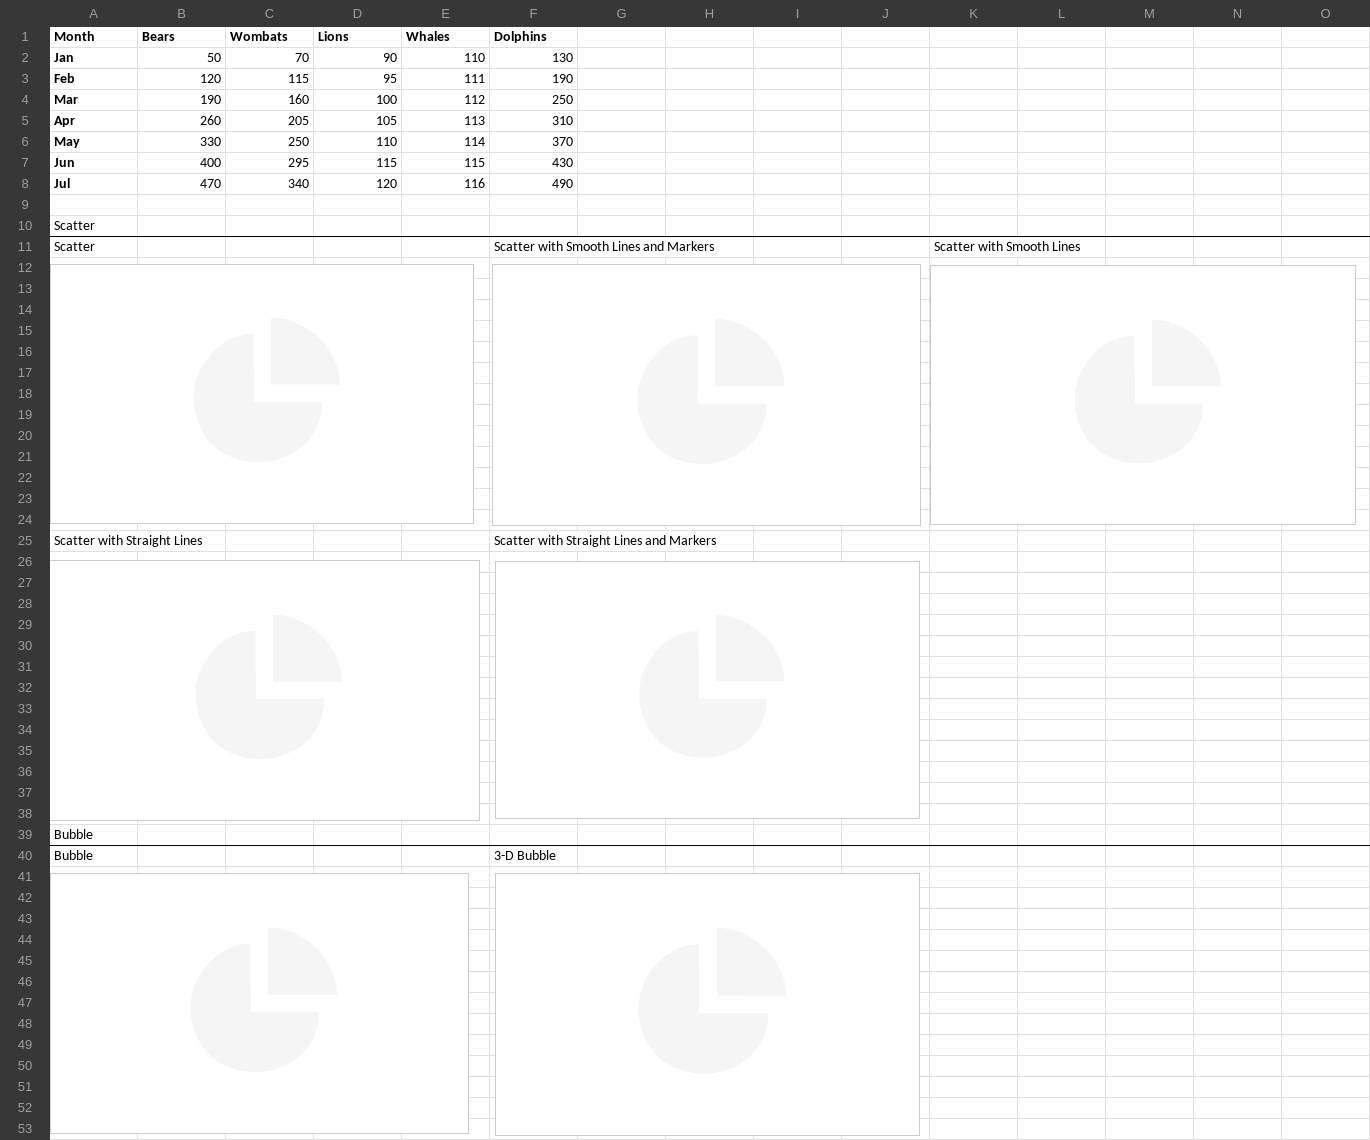 A B C D E F G H I J K L M N O
1 Month Bears Wombats Lions Whales Dolphins
2 Jan 50 70 90 110 130
3 Feb 120 115 95 111 190
4 Mar 190 160 100 112 250
5 Apr 260 205 105 113 310
6 May 330 250 110 114 370
7 Jun 400 295 115 115 430
8 Jul 470 340 120 116 490
9
10 Scatter
11 Scatter Scatter with Smooth Lines and Markers Scatter with Smooth Lines
12
13
14
15
16
17
18
19
20
21
22
23
24
25 Scatter with Straight Lines Scatter with Straight Lines and Markers
26
27
28
29
30
31
32
33
34
35
36
37
38
39 Bubble
40 Bubble 3-D Bubble
41
42
43
44
45
46
47
48
49
50
51
52
53